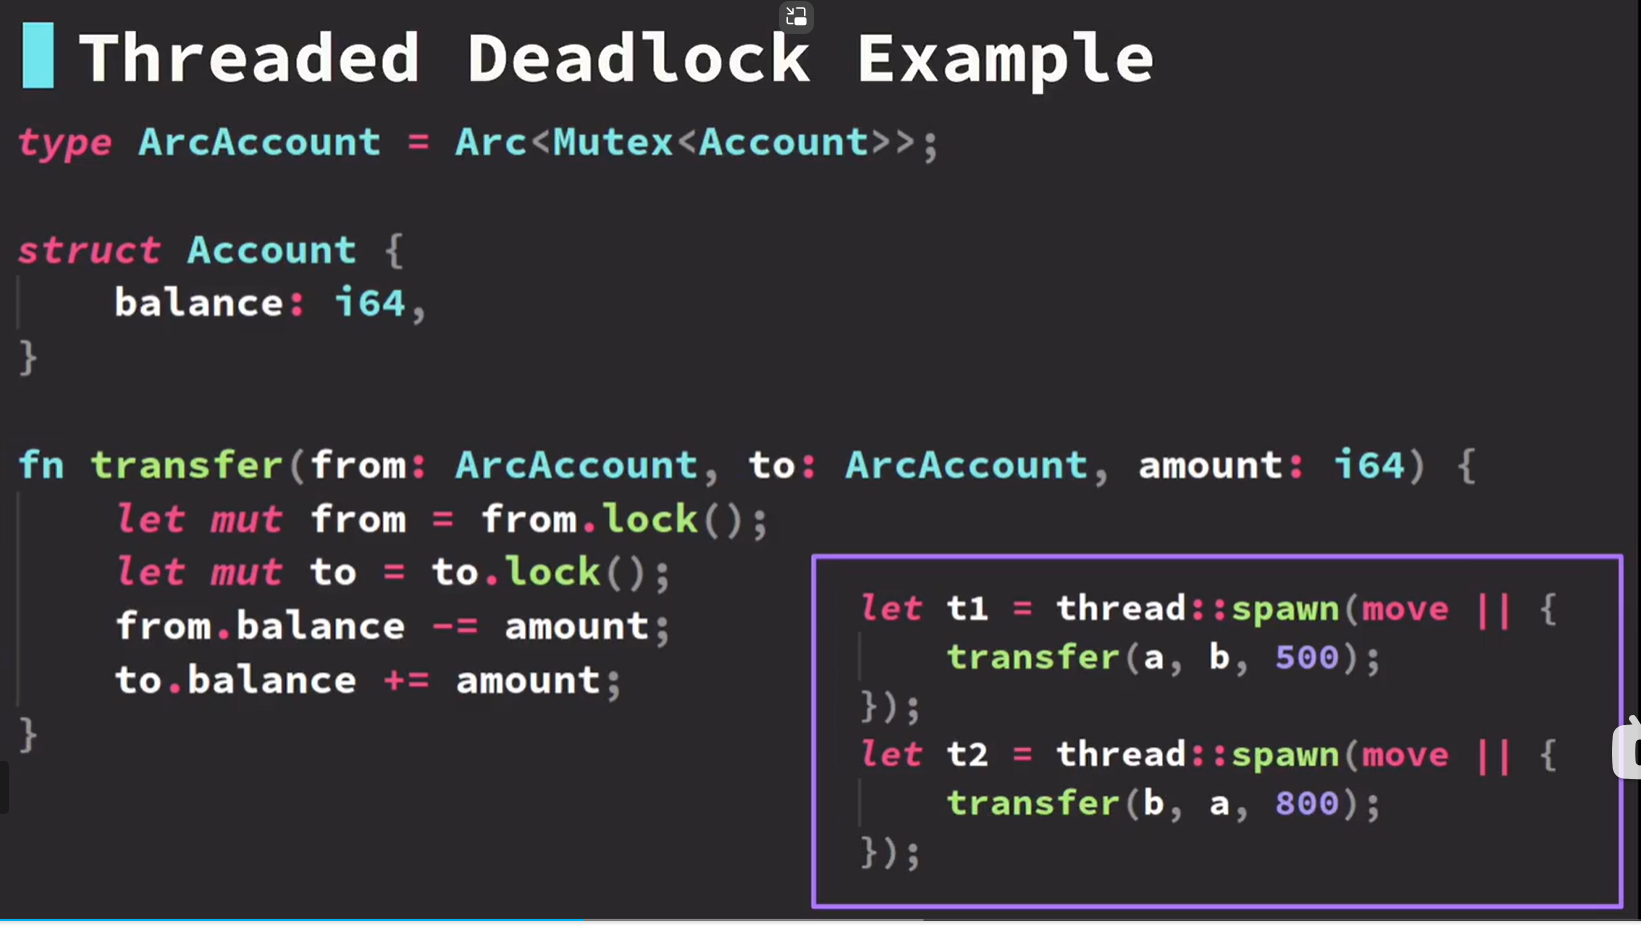 Threaded Deadlock Example
type ArcAccount = Arc<Mutex<Account>>;
struct Account {
    balance: i64,
}
fn transfer(from: ArcAccount, to: ArcAccount, amount: i64) {
    let mut from = from.lock();
    let mut to = to.lock();
    from.balance -= amount;
    to.balance += amount;
}
let t1 = thread::spawn(move || {
    transfer(a, b, 500);
});
let t2 = thread::spawn(move || {
    transfer(b, a, 800);
});